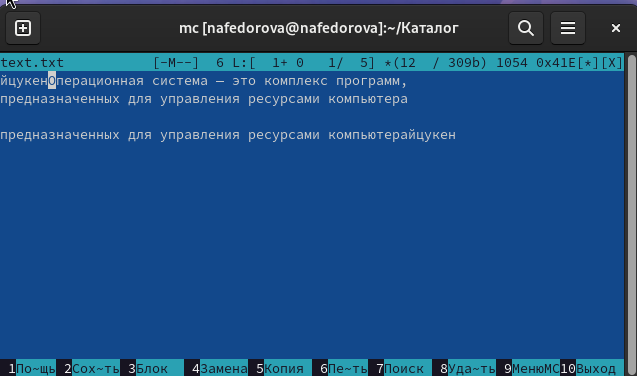 mc [nafedorova@nafedorova]:~/Каталог
text.txt [-M--] 6 L:[ 1+ 0 1/ 5] *(12 / 309b) 1054 0x41E[*][X]
йцукенОперационная система — это комплекс программ,
предназначенных для управления ресурсами компьютера
предназначенных для управления ресурсами компьютерайцукен
1По~щь 2Сох~ть 3Блок 4Замена 5Копия 6Пе~ть 7Поиск 8Уда~ть 9МенюMC 10Выход